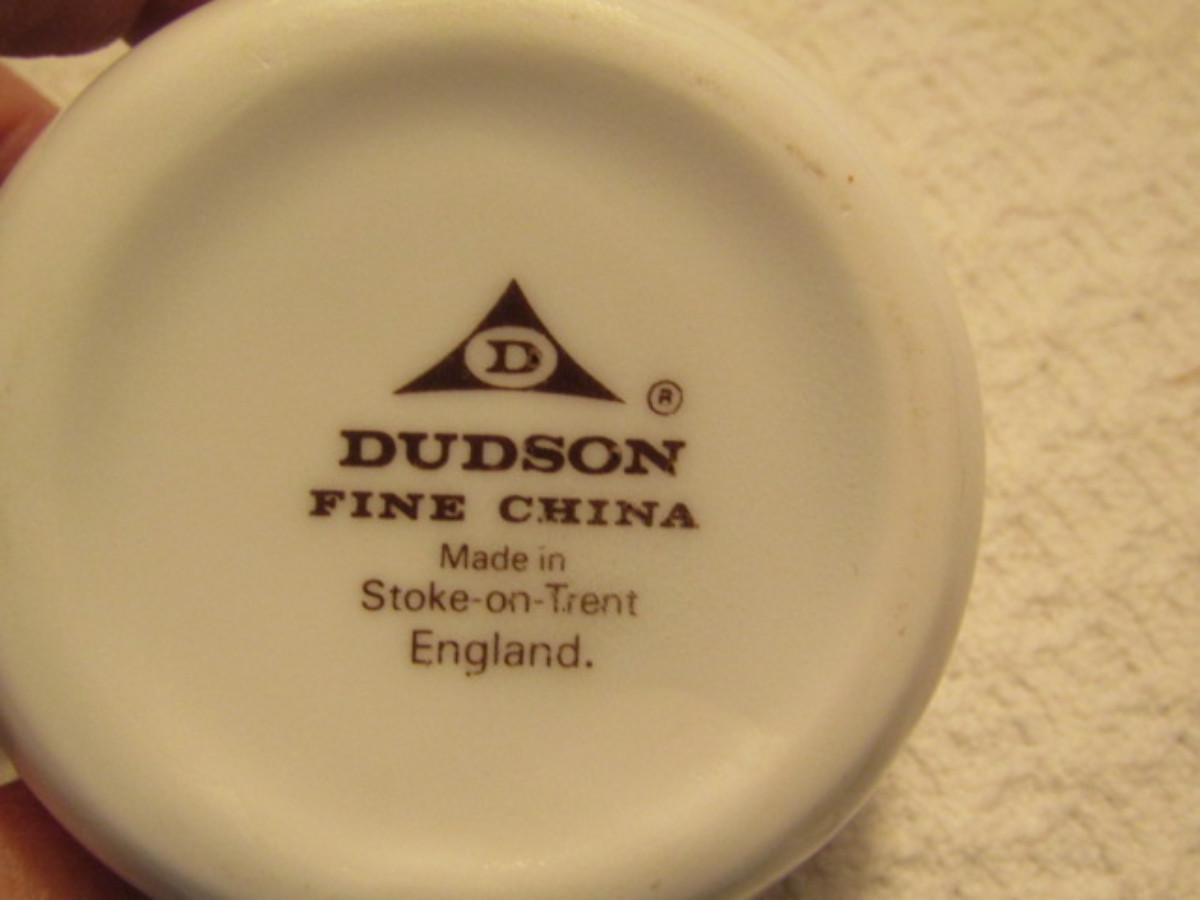 D
®
DUDSON
FINE CHINA
Made in
Stoke-on-Trent
England.